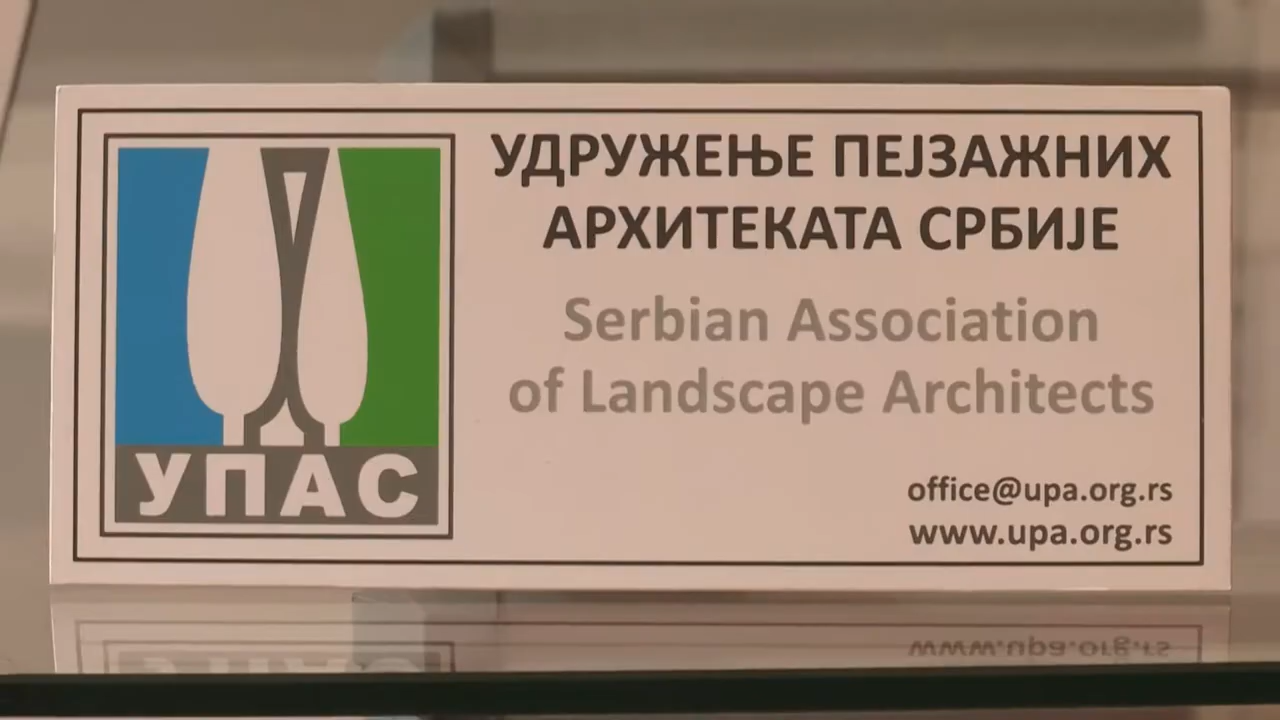 УДРУЖЕЊЕ ПЕЈЗАЖНИХ
АРХИТЕКАТА СРБИЈЕ
Serbian Association
of Landscape Architects
office@upa.org.rs
www.upa.org.rs
УПАС